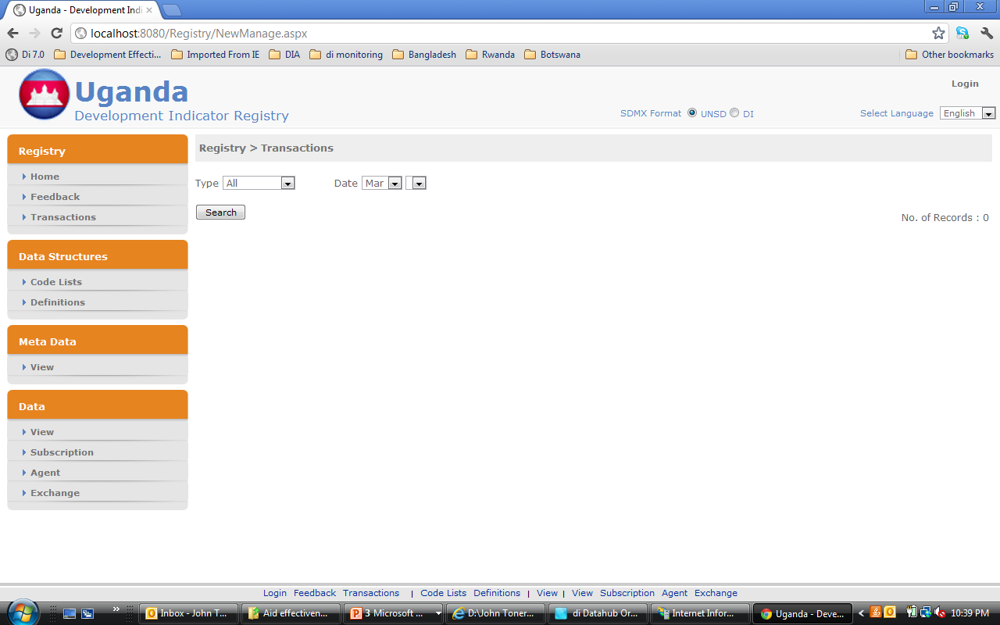 Uganda - Development Indi
localhost:8080/Registry/NewManage.aspx
Di 7.0 Development Effecti... Imported From IE DIA di monitoring Bangladesh Rwanda Botswana Other bookmarks
Uganda
Development Indicator Registry
Login
SDMX Format UNSD DI Select Language English
Registry
Home
Feedback
Transactions
Data Structures
Code Lists
Definitions
Meta Data
View
Data
View
Subscription
Agent
Exchange
Registry > Transactions
Type All Date Mar
Search
No. of Records : 0
Login Feedback Transactions | Code Lists Definitions | View | View Subscription Agent Exchange
Inbox - John T... Aid effectiven... 3 Microsoft ... D:\John Toner... di Datahub Or... Internet Infor... Uganda - Deve... 10:39 PM